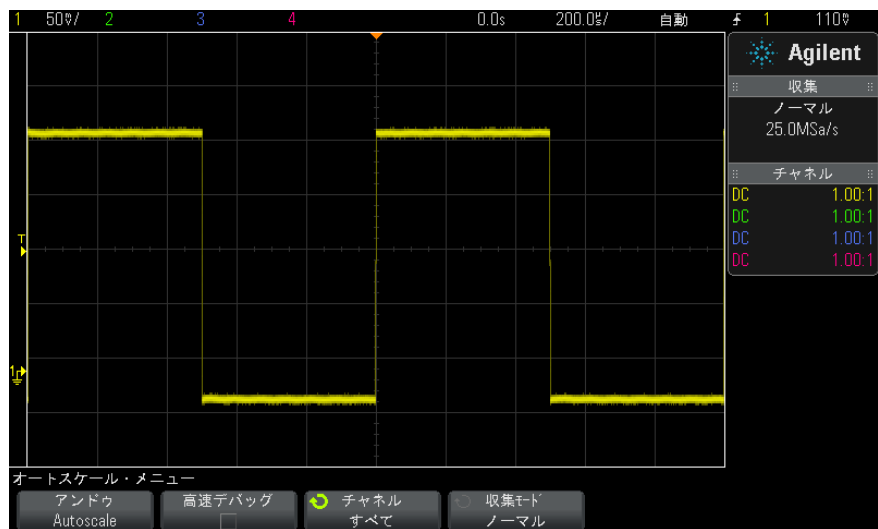 1 50▿/ 2 3 4 0.0s 200.0▿/ 自動 1 110▿
Agilent
収集
ノーマル
25.0MSa/s
チャネル
DC 1.00:1
DC 1.00:1
DC 1.00:1
DC 1.00:1
T
1
オートスケール・メニュー
アンドゥ 高速デバッグ チャネル 収集モード
Autoscale すべて ノーマル